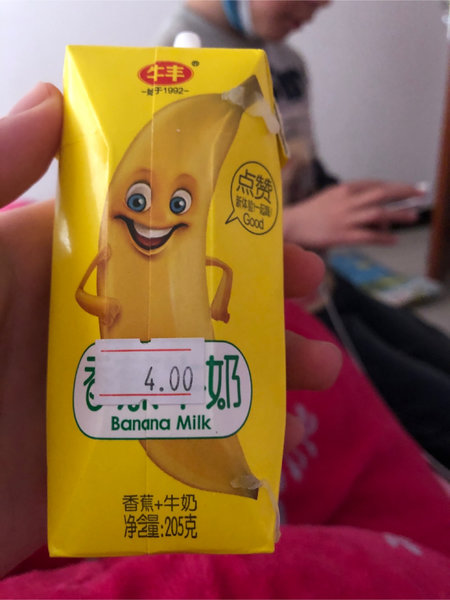 牛丰®
—始于1992—
点赞
Good
4.00
奶
Banana Milk
香蕉+牛奶
净含量:205克